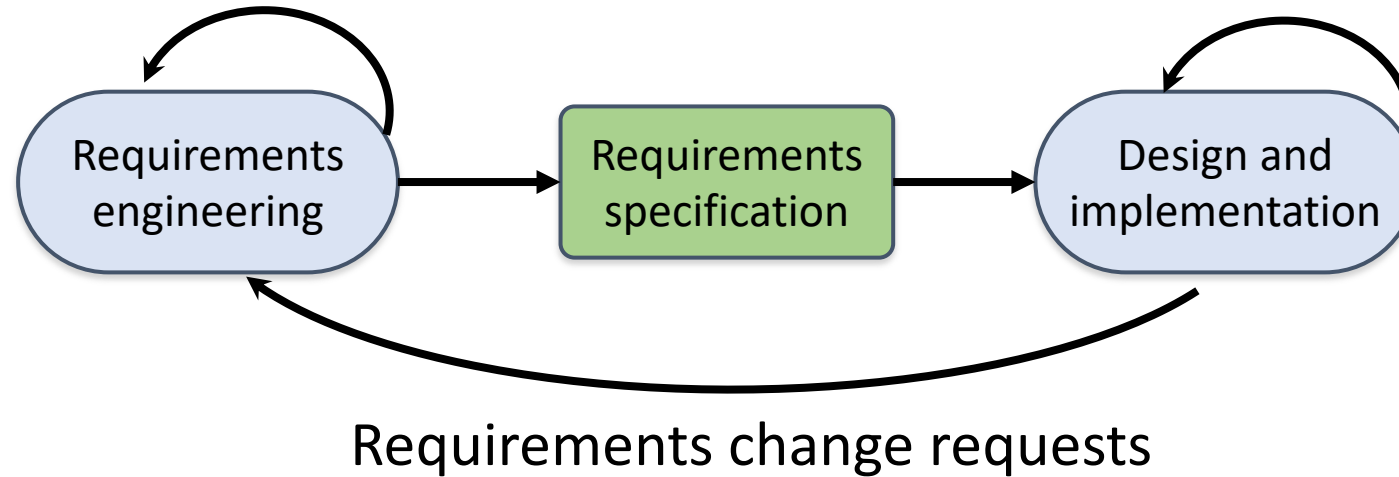 Requirements
engineering
Requirements
specification
Design and
implementation
Requirements change requests